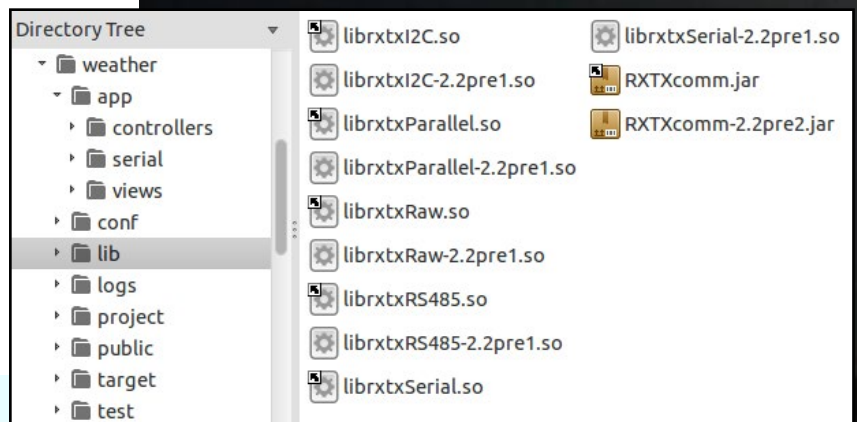 Directory Tree
weather
app
controllers
serial
views
conf
lib
logs
project
public
target
test
librxtxI2C.so
librxtxI2C-2.2pre1.so
librxtxParallel.so
librxtxParallel-2.2pre1.so
librxtxRaw.so
librxtxRaw-2.2pre1.so
librxtxRS485.so
librxtxRS485-2.2pre1.so
librxtxSerial.so
librxtxSerial-2.2pre1.so
RXTXcomm.jar
RXTXcomm-2.2pre2.jar